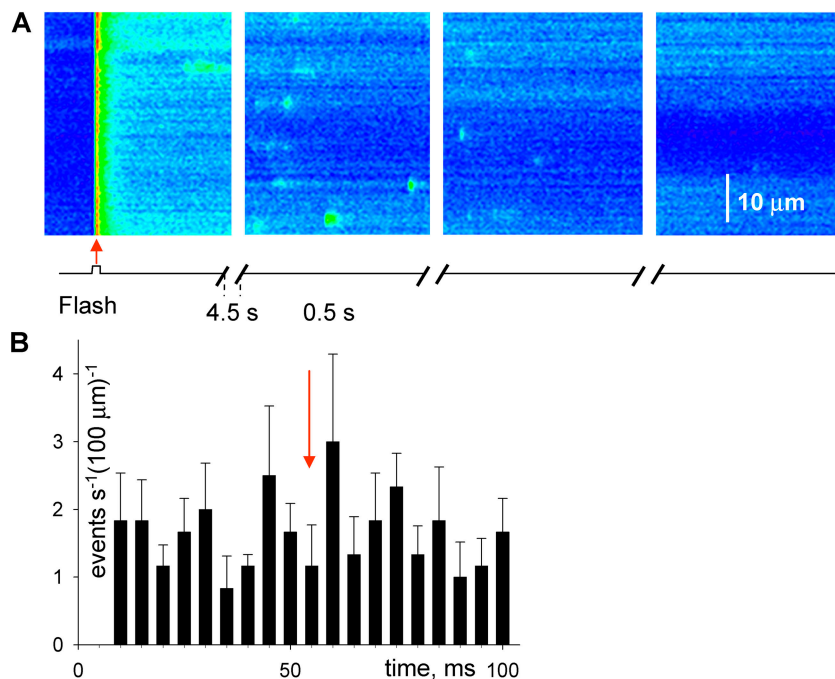 A
10 μm
Flash
4.5 s
0.5 s
B
events s⁻¹(100 μm)⁻¹
4
3
2
1
0
0
50
time, ms
100